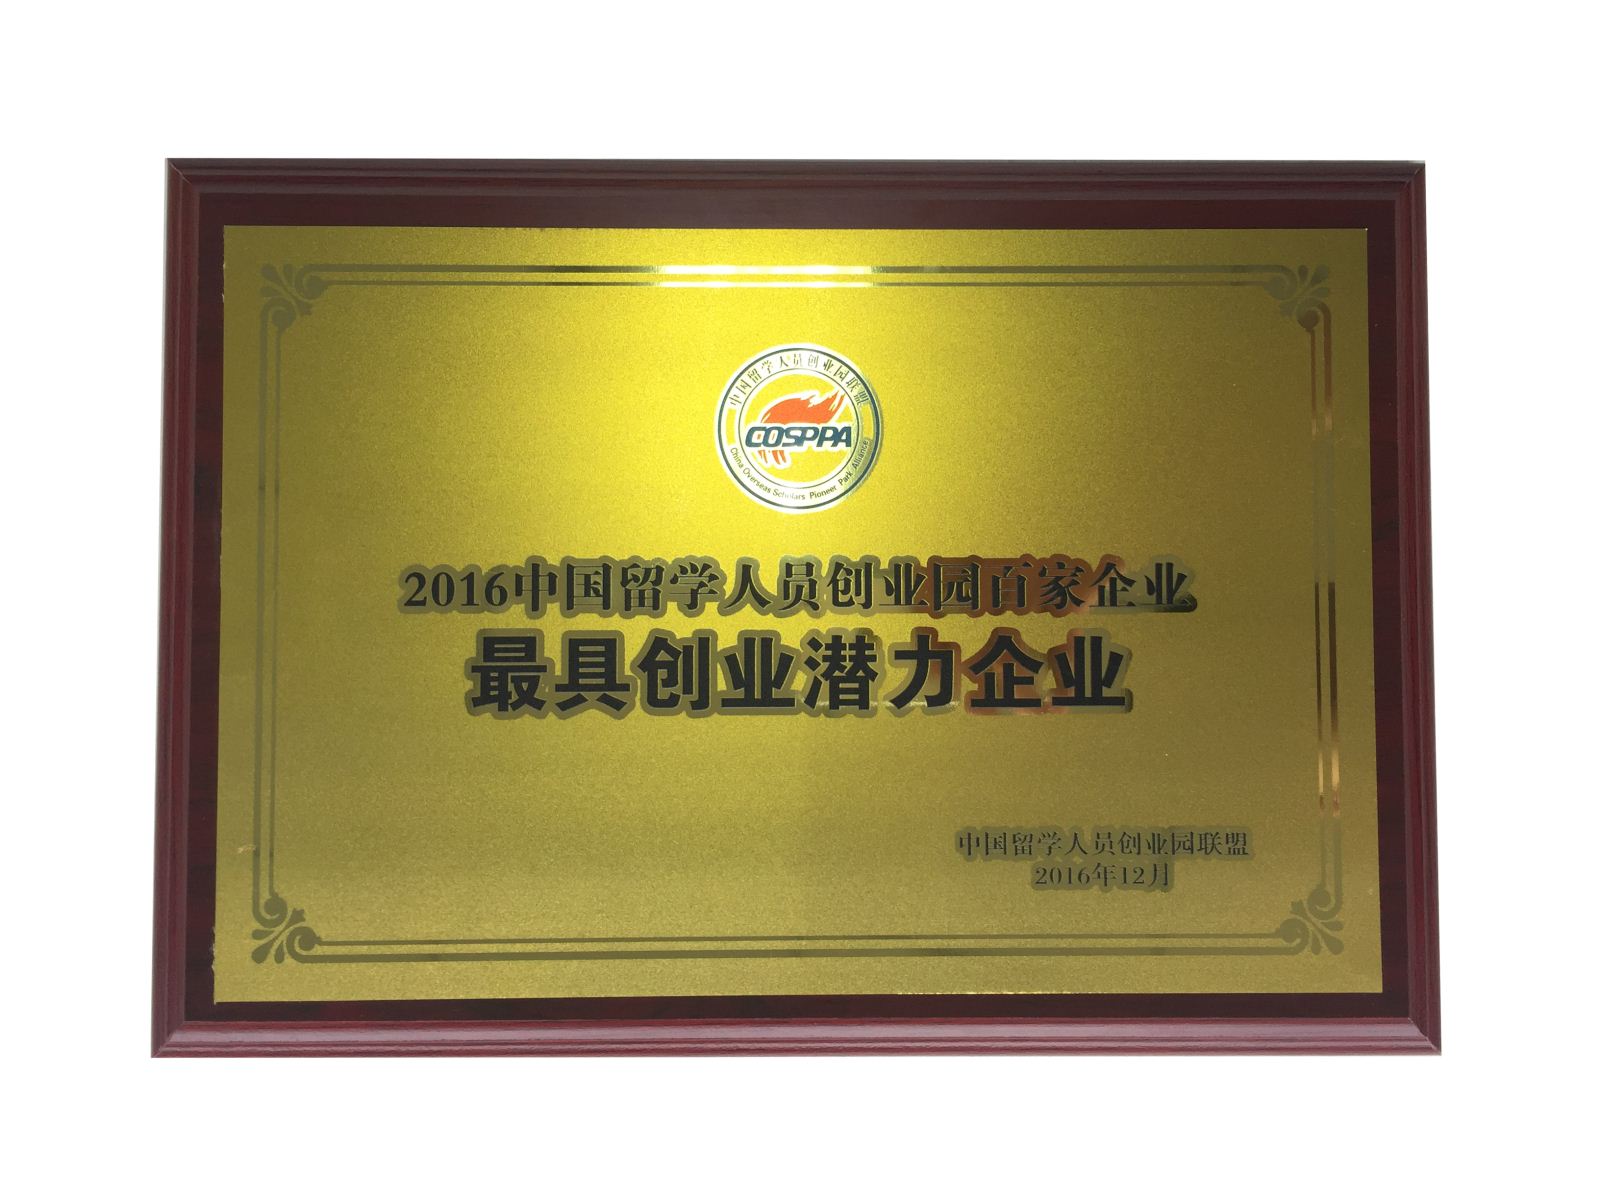 中国留学人员创业园联盟
COSPPA
China Overseas Scholars Pioneer Park Alliance
2016中国留学人员创业园百家企业
最具创业潜力企业
中国留学人员创业园联盟
2016年12月